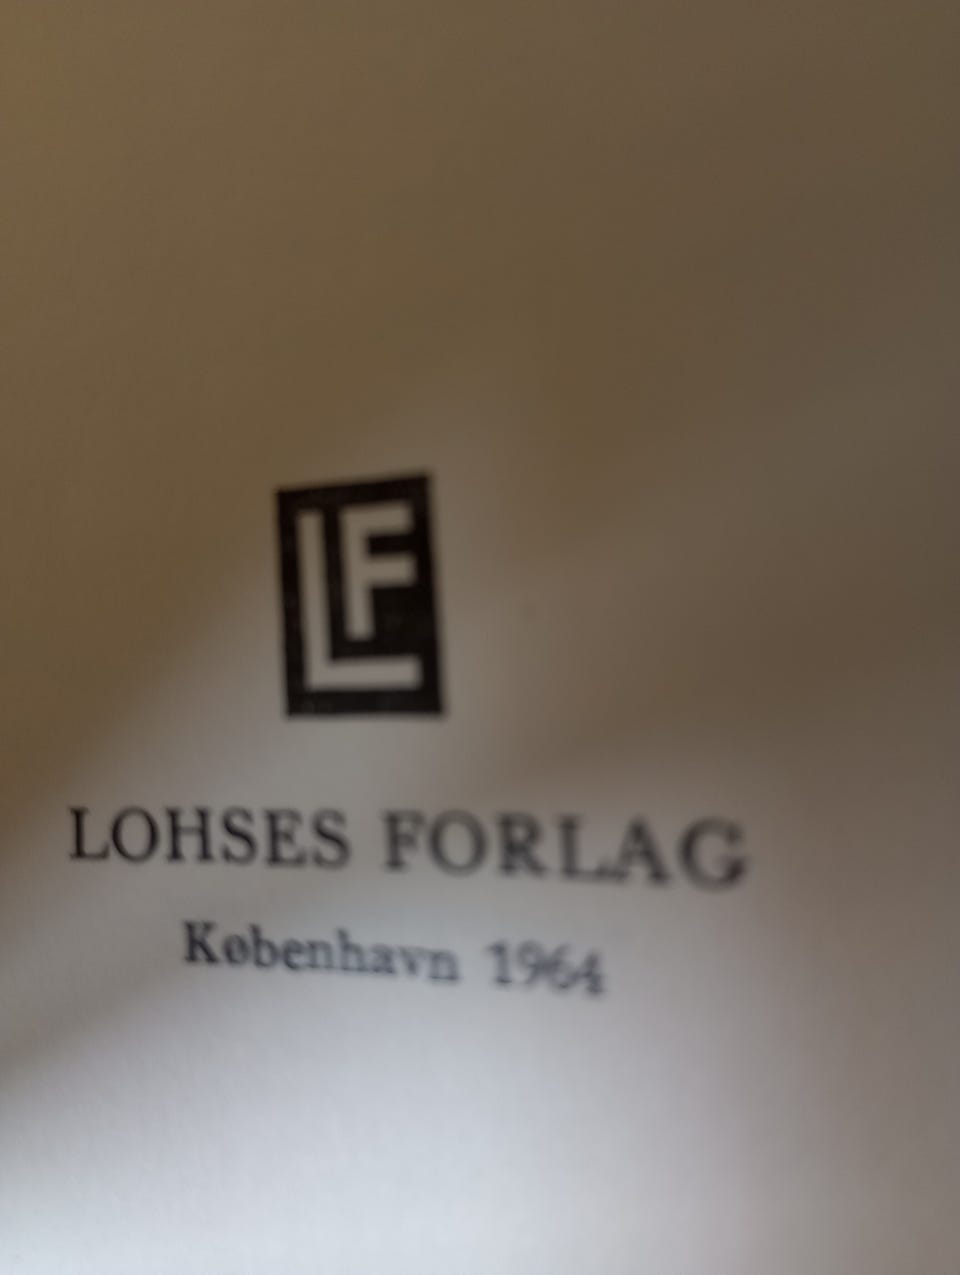 LF
LOHSES FORLAG
København 1964